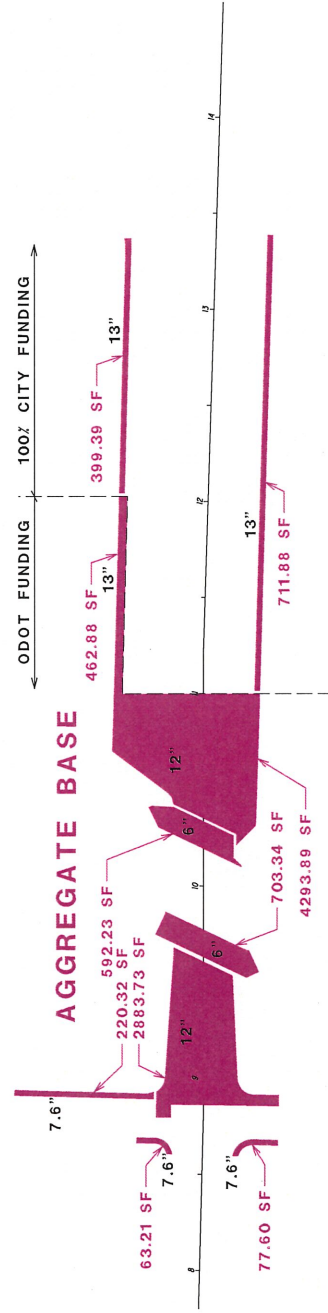 ODOT FUNDING
100% CITY FUNDING
AGGREGATE BASE
399.39 SF
13"
462.88 SF
13"
592.23 SF
220.32 SF
2883.73 SF
7.6"
63.21 SF
7.6"
12"
6"
6"
12"
8
9
10
11
12
13
14
7.6"
77.60 SF
703.34 SF
4293.89 SF
13"
711.88 SF